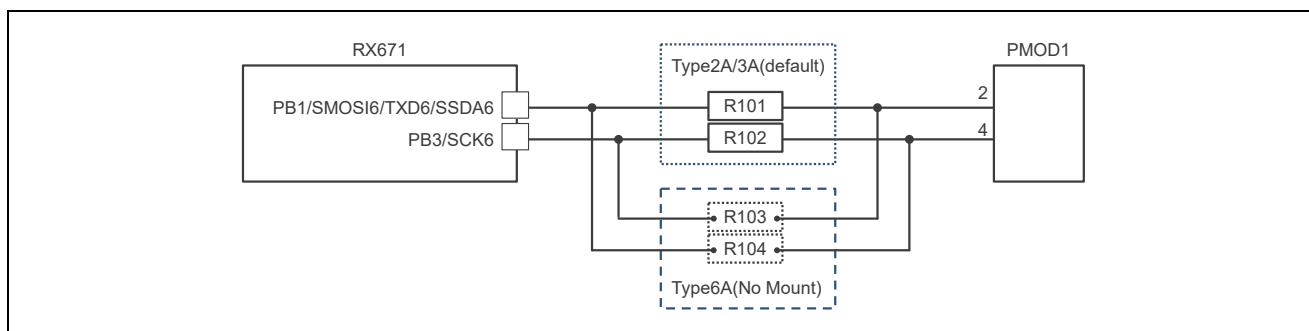 RX671
PMOD1
Type2A/3A(default)
PB1/SMOSI6/TXD6/SSDA6
R101
2
PB3/SCK6
R102
4
R103
R104
Type6A(No Mount)